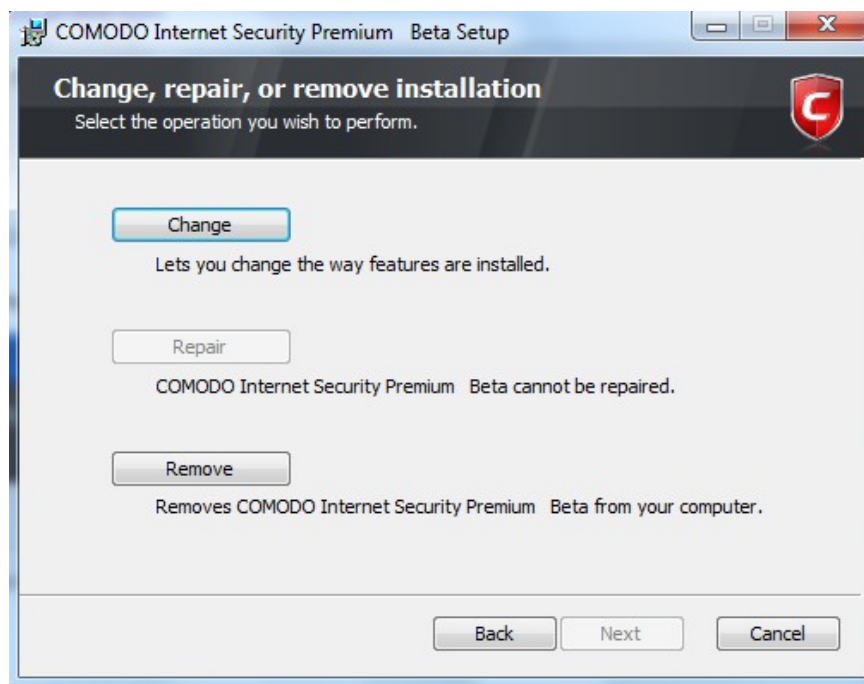 COMODO Internet Security Premium   Beta Setup
Change, repair, or remove installation
Select the operation you wish to perform.
C
Change
Lets you change the way features are installed.
Repair
COMODO Internet Security Premium   Beta cannot be repaired.
Remove
Removes COMODO Internet Security Premium   Beta from your computer.
Back Next Cancel